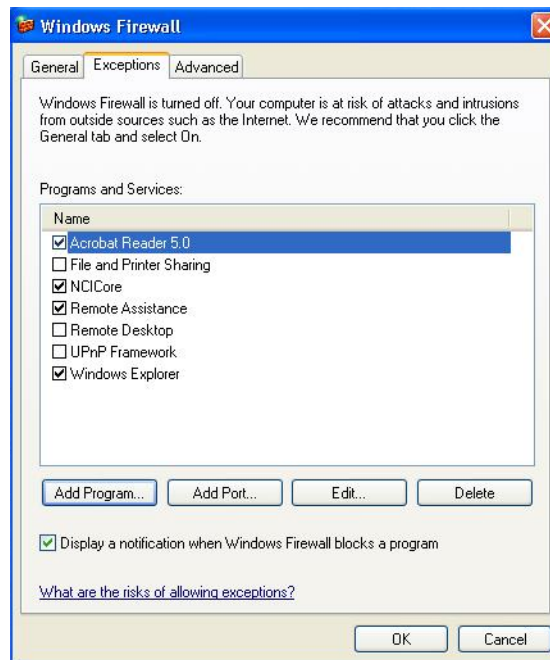 Windows Firewall
General Exceptions Advanced
Windows Firewall is turned off. Your computer is at risk of attacks and intrusions
from outside sources such as the Internet. We recommend that you click the
General tab and select On.
Programs and Services:
Name
Acrobat Reader 5.0
File and Printer Sharing
NCICore
Remote Assistance
Remote Desktop
UPnP Framework
Windows Explorer
Add Program... Add Port... Edit... Delete
Display a notification when Windows Firewall blocks a program
What are the risks of allowing exceptions?
OK Cancel